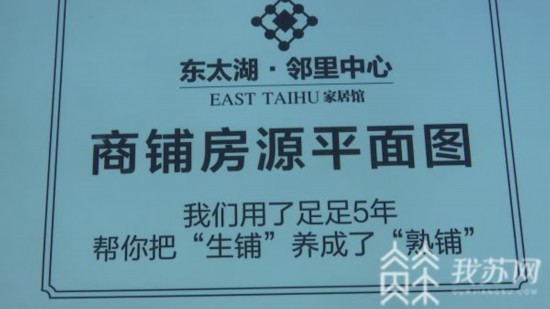 东太湖·邻里中心
EAST TAIHU 家居馆
商铺房源平面图
我们用了足足5年
帮你把“生铺”养成了“熟铺”
我苏网